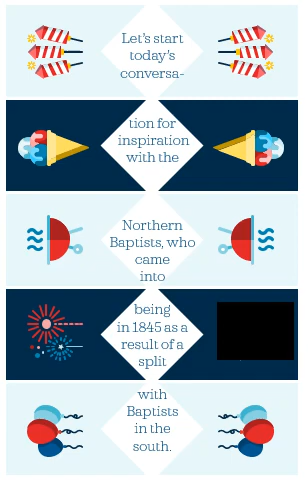 Let's start
today's
conversa-
tion for
inspiration
with the
Northern
Baptists, who
came
into
being
in 1845 as a
result of a
split
with
Baptists
in the
south.